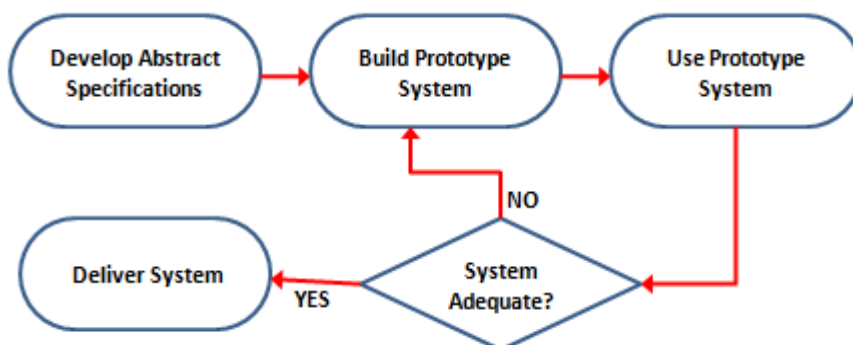 Develop Abstract
Specifications
Build Prototype
System
Use Prototype
System
NO
System
Adequate?
YES
Deliver System